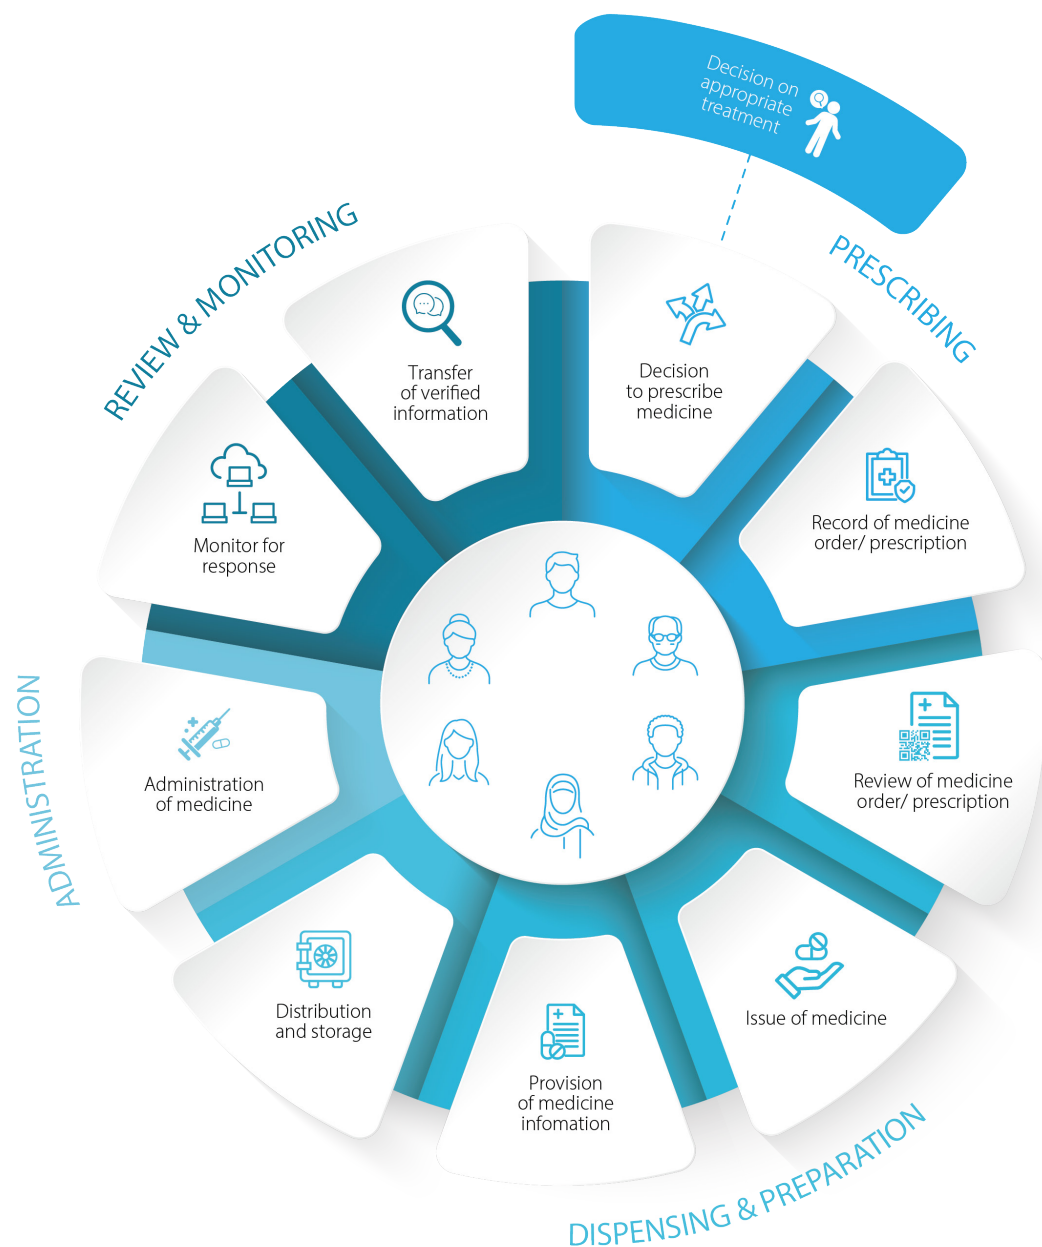 Decision on
appropriate
treatment
PRESCRIBING
Decision
to prescribe
medicine
Record of medicine
order/ prescription
Review of medicine
order/ prescription
Issue of medicine
DISPENSING & PREPARATION
Provision
of medicine
infomation
Distribution
and storage
ADMINISTRATION
Administration
of medicine
REVIEW & MONITORING
Monitor for
response
Transfer
of verified
information